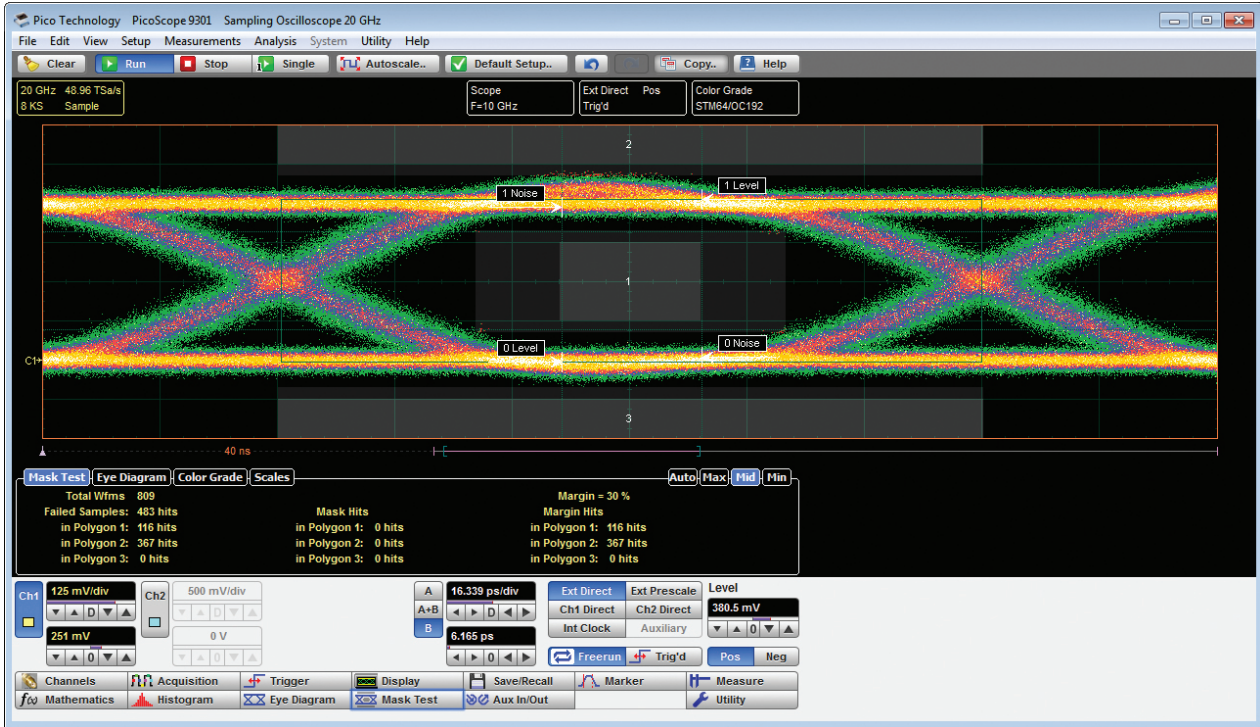 Pico Technology PicoScope 9301 Sampling Oscilloscope 20 GHz
File Edit View Setup Measurements Analysis System Utility Help
Clear Run Stop Single Autoscale.. Default Setup.. Copy.. Help
20 GHz 48.96 TSa/s Scope Ext Direct Pos Color Grade
8 KS Sample F=10 GHz Trig'd STM64/OC192
2
1 Noise 1 Level
1
0 Level 0 Noise
C1
3
40 ns
Mask Test Eye Diagram Color Grade Scales Auto Max Mid Min
Total Wfms 809 Margin = 30 %
Failed Samples: 483 hits Mask Hits Margin Hits
in Polygon 1: 116 hits in Polygon 1: 0 hits in Polygon 1: 116 hits
in Polygon 2: 367 hits in Polygon 2: 0 hits in Polygon 2: 367 hits
in Polygon 3: 0 hits in Polygon 3: 0 hits in Polygon 3: 0 hits
Ch1 125 mV/div Ch2 500 mV/div A 16.339 ps/div Ext Direct Ext Prescale Level
D D A+B D Ch1 Direct Ch2 Direct 380.5 mV
251 mV 0 V B 6.165 ps Int Clock Auxiliary 0
0 0 0 Freerun Trig'd Pos Neg
Channels Acquisition Trigger Display Save/Recall Marker Measure
f(x) Mathematics Histogram Eye Diagram Mask Test Aux In/Out Utility